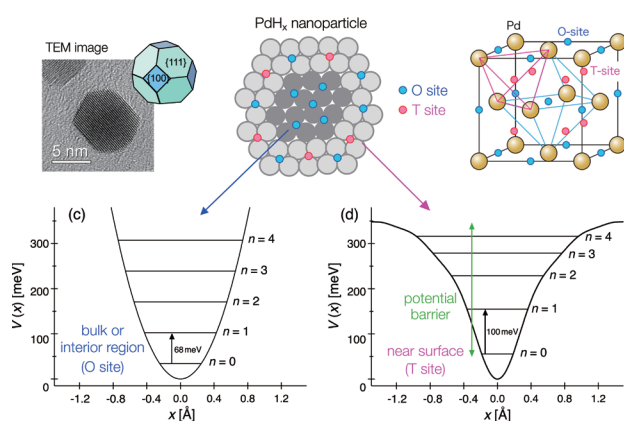 TEM image
{111}
{100}
5 nm
PdHx nanoparticle
O site
T site
Pd
O-site
T-site
(c)
V (x) [meV]
300
200
100
0
n = 4
n = 3
n = 2
n = 1
n = 0
68 meV
bulk or
interior region
(O site)
-1.2 -0.8 -0.4 0.0 0.4 0.8 1.2
x [Å]
(d)
V (x) [meV]
300
200
100
0
n = 4
n = 3
n = 2
n = 1
n = 0
100 meV
potential
barrier
near surface
(T site)
-1.2 -0.8 -0.4 0.0 0.4 0.8 1.2
x [Å]